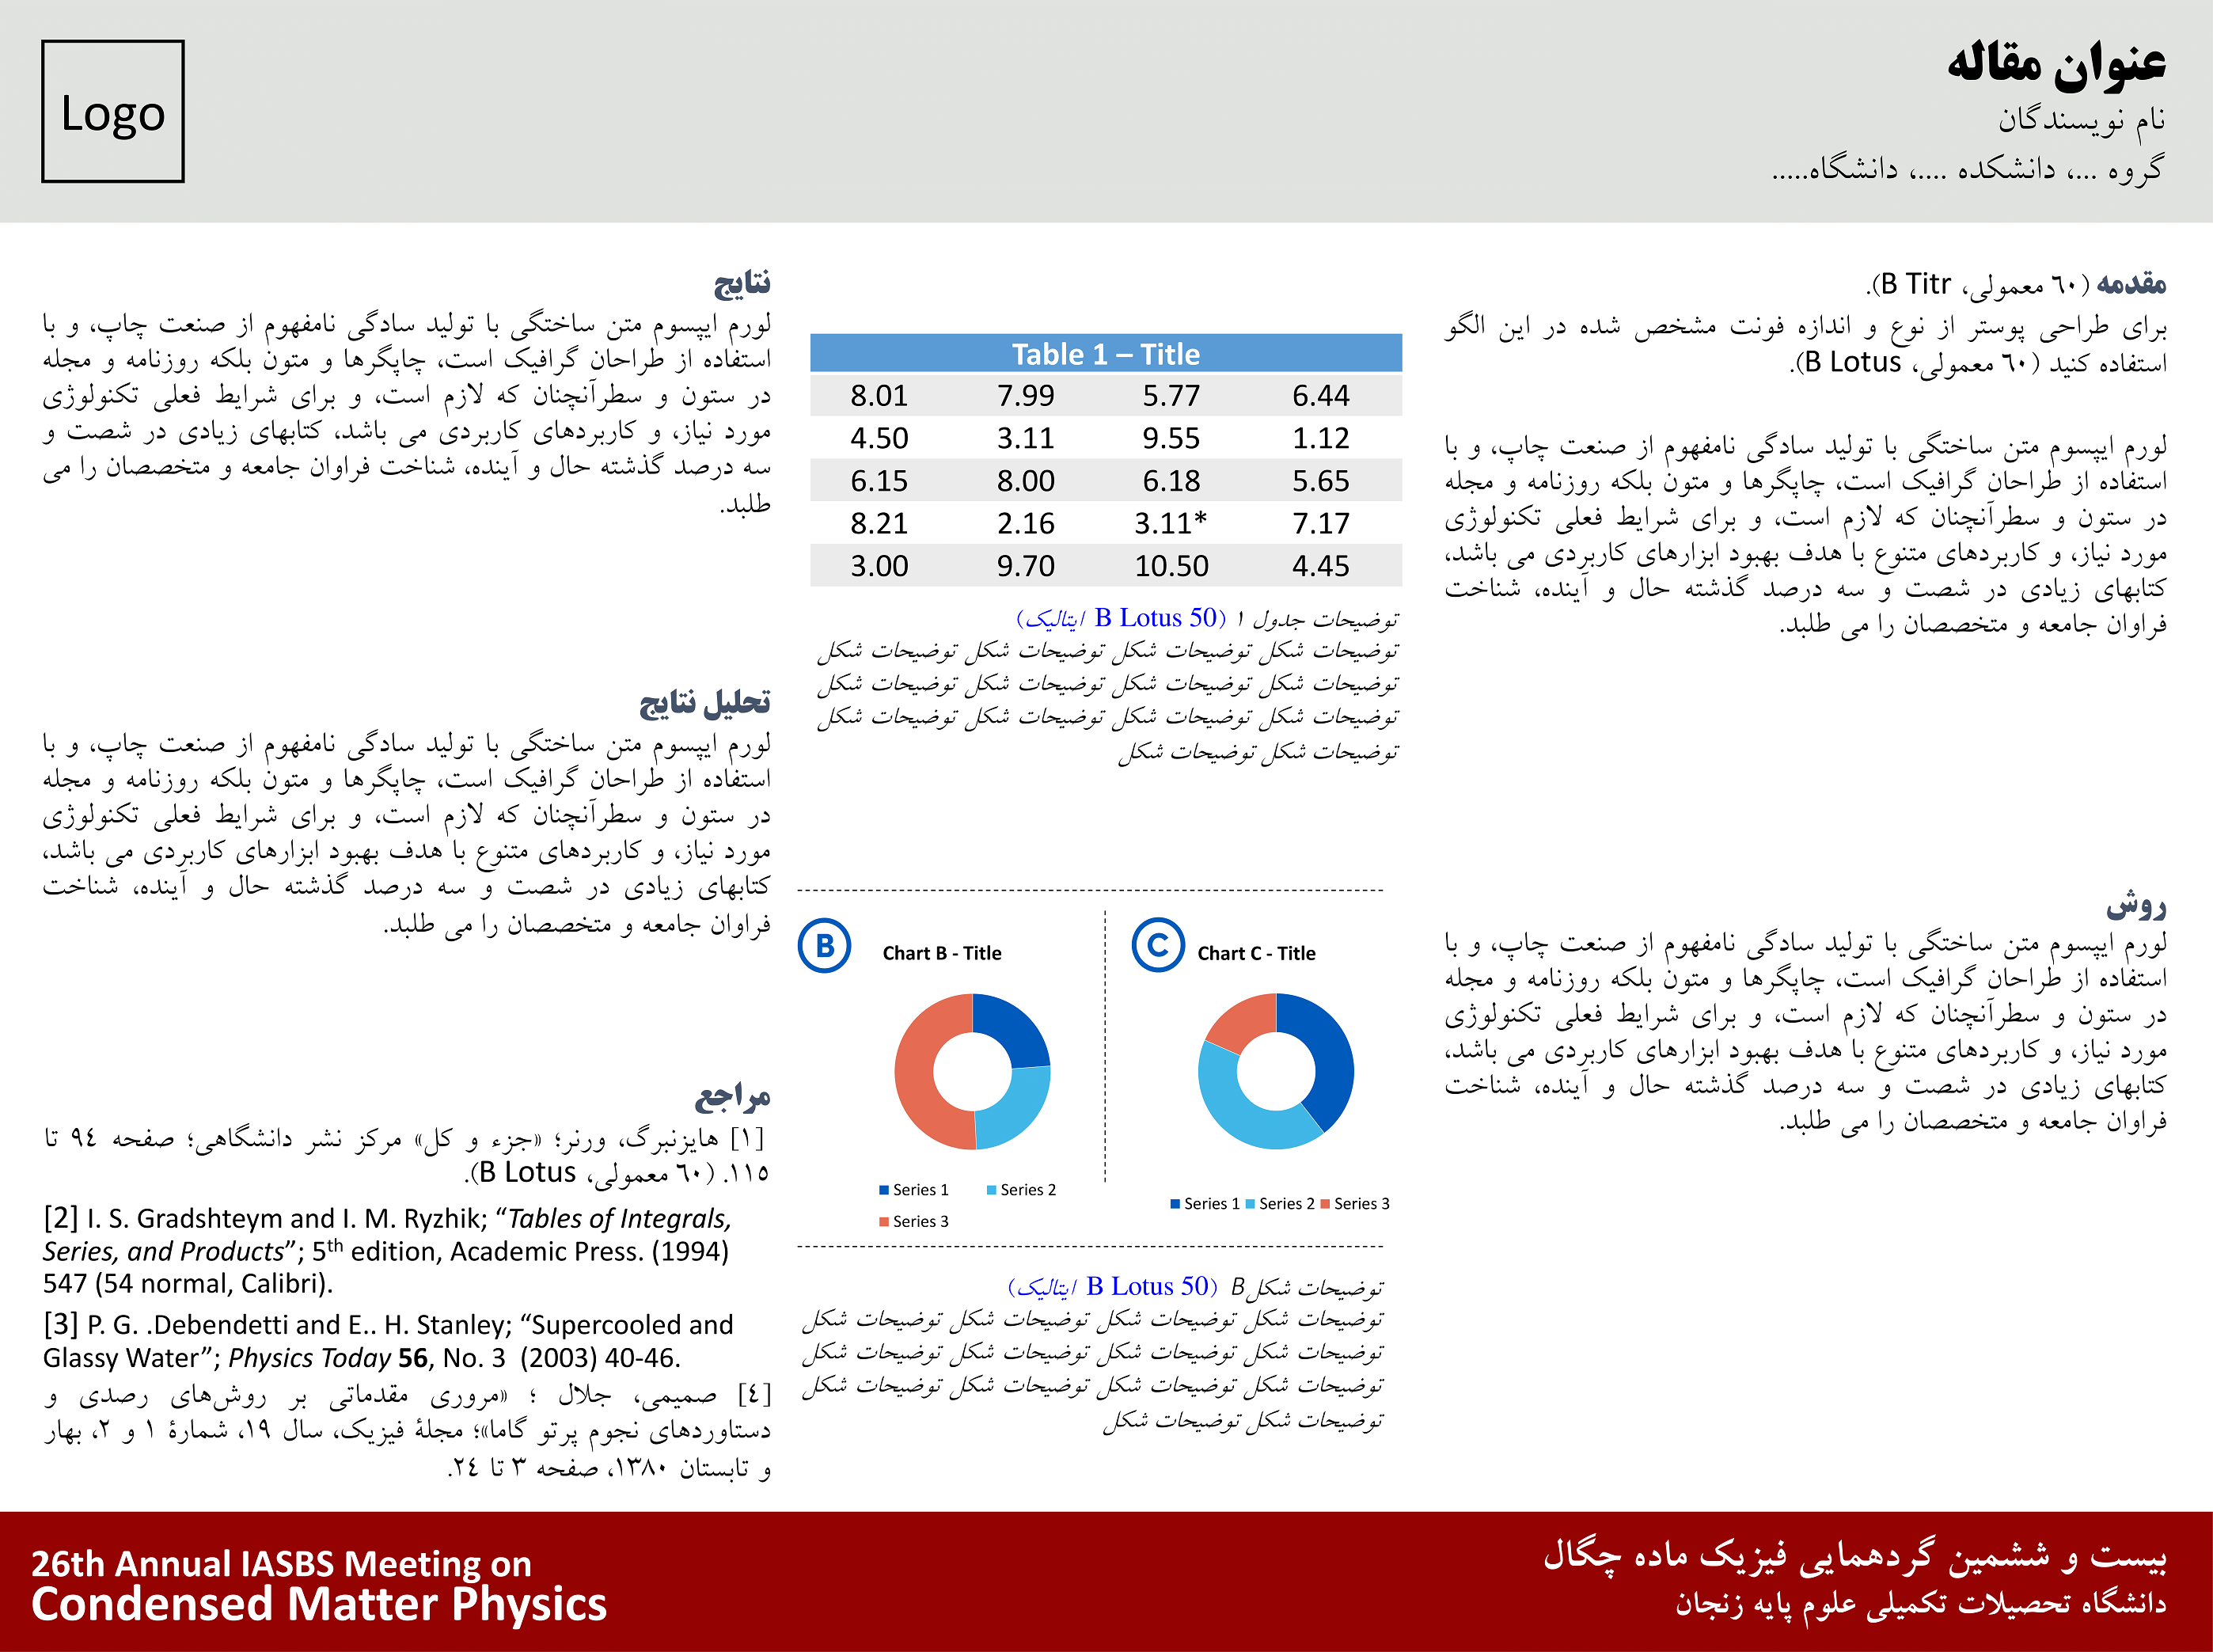 عنوان مقاله
نام نویسندگان
گروه ...، دانشکده ....، دانشگاه.....
Logo
مقدمه (۶۰ معمولی، B Titr).
برای طراحی پوستر از نوع و اندازه فونت مشخص شده در این الگو
استفاده کنید (۶۰ معمولی، B Lotus).
لورم ایپسوم متن ساختگی با تولید سادگی نامفهوم از صنعت چاپ، و با
استفاده از طراحان گرافیک است، چاپگرها و متون بلکه روزنامه و مجله
در ستون و سطرآنچنان که لازم است، و برای شرایط فعلی تکنولوژی
مورد نیاز، و کاربردهای متنوع با هدف بهبود ابزارهای کاربردی می باشد،
کتابهای زیادی در شصت و سه درصد گذشته حال و آینده، شناخت
فراوان جامعه و متخصصان را می طلبد.
روش
لورم ایپسوم متن ساختگی با تولید سادگی نامفهوم از صنعت چاپ، و با
استفاده از طراحان گرافیک است، چاپگرها و متون بلکه روزنامه و مجله
در ستون و سطرآنچنان که لازم است، و برای شرایط فعلی تکنولوژی
مورد نیاز، و کاربردهای متنوع با هدف بهبود ابزارهای کاربردی می باشد،
کتابهای زیادی در شصت و سه درصد گذشته حال و آینده، شناخت
فراوان جامعه و متخصصان را می طلبد.
Table 1 – Title
8.01 7.99 5.77 6.44
4.50 3.11 9.55 1.12
6.15 8.00 6.18 5.65
8.21 2.16 3.11* 7.17
3.00 9.70 10.50 4.45
توضیحات جدول ۱ (B Lotus 50 ایتالیک)
توضیحات شکل توضیحات شکل توضیحات شکل توضیحات شکل
توضیحات شکل توضیحات شکل توضیحات شکل توضیحات شکل
توضیحات شکل توضیحات شکل توضیحات شکل توضیحات شکل
توضیحات شکل توضیحات شکل
B
Chart B - Title
Series 1 Series 2
Series 3
C
Chart C - Title
Series 1 Series 2 Series 3
توضیحات شکلB (B Lotus 50 ایتالیک)
توضیحات شکل توضیحات شکل توضیحات شکل توضیحات شکل
توضیحات شکل توضیحات شکل توضیحات شکل توضیحات شکل
توضیحات شکل توضیحات شکل توضیحات شکل توضیحات شکل
توضیحات شکل توضیحات شکل
نتایج
لورم ایپسوم متن ساختگی با تولید سادگی نامفهوم از صنعت چاپ، و با
استفاده از طراحان گرافیک است، چاپگرها و متون بلکه روزنامه و مجله
در ستون و سطرآنچنان که لازم است، و برای شرایط فعلی تکنولوژی
مورد نیاز، و کاربردهای کاربردی می باشد، کتابهای زیادی در شصت و
سه درصد گذشته حال و آینده، شناخت فراوان جامعه و متخصصان را می
طلبد.
تحلیل نتایج
لورم ایپسوم متن ساختگی با تولید سادگی نامفهوم از صنعت چاپ، و با
استفاده از طراحان گرافیک است، چاپگرها و متون بلکه روزنامه و مجله
در ستون و سطرآنچنان که لازم است، و برای شرایط فعلی تکنولوژی
مورد نیاز، و کاربردهای متنوع با هدف بهبود ابزارهای کاربردی می باشد،
کتابهای زیادی در شصت و سه درصد گذشته حال و آینده، شناخت
فراوان جامعه و متخصصان را می طلبد.
مراجع
[۱] هایزنبرگ، ورنر؛ «جزء و کل» مرکز نشر دانشگاهی؛ صفحه ۹٤ تا
۱۱۵. (۶۰ معمولی، B Lotus).
[2] I. S. Gradshteym and I. M. Ryzhik; “Tables of Integrals,
Series, and Products”; 5th edition, Academic Press. (1994)
547 (54 normal, Calibri).
[3] P. G. .Debendetti and E.. H. Stanley; “Supercooled and
Glassy Water”; Physics Today 56, No. 3 (2003) 40-46.
[٤] صمیمی، جلال ؛ «مروری مقدماتی بر روش‌های رصدی و
دستاوردهای نجوم پرتو گاما»؛ مجلۀ فیزیک، سال ۱۹، شمارۀ ۱ و ۲، بهار
و تابستان ۱۳۸۰، صفحه ۳ تا ۲٤.
بیست و ششمین گردهمایی فیزیک ماده چگال
دانشگاه تحصیلات تکمیلی علوم پایه زنجان
26th Annual IASBS Meeting on
Condensed Matter Physics